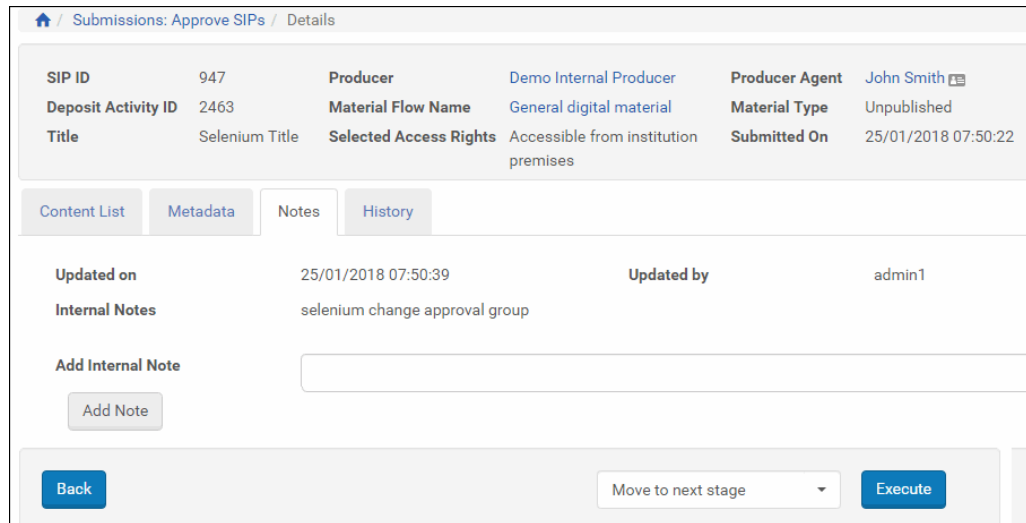 / Submissions: Approve SIPs / Details
SIP ID 947 Producer Demo Internal Producer Producer Agent John Smith
Deposit Activity ID 2463 Material Flow Name General digital material Material Type Unpublished
Title Selenium Title Selected Access Rights Accessible from institution Submitted On 25/01/2018 07:50:22
premises
Content List Metadata Notes History
Updated on 25/01/2018 07:50:39 Updated by admin1
Internal Notes selenium change approval group
Add Internal Note
Add Note
Back Move to next stage Execute